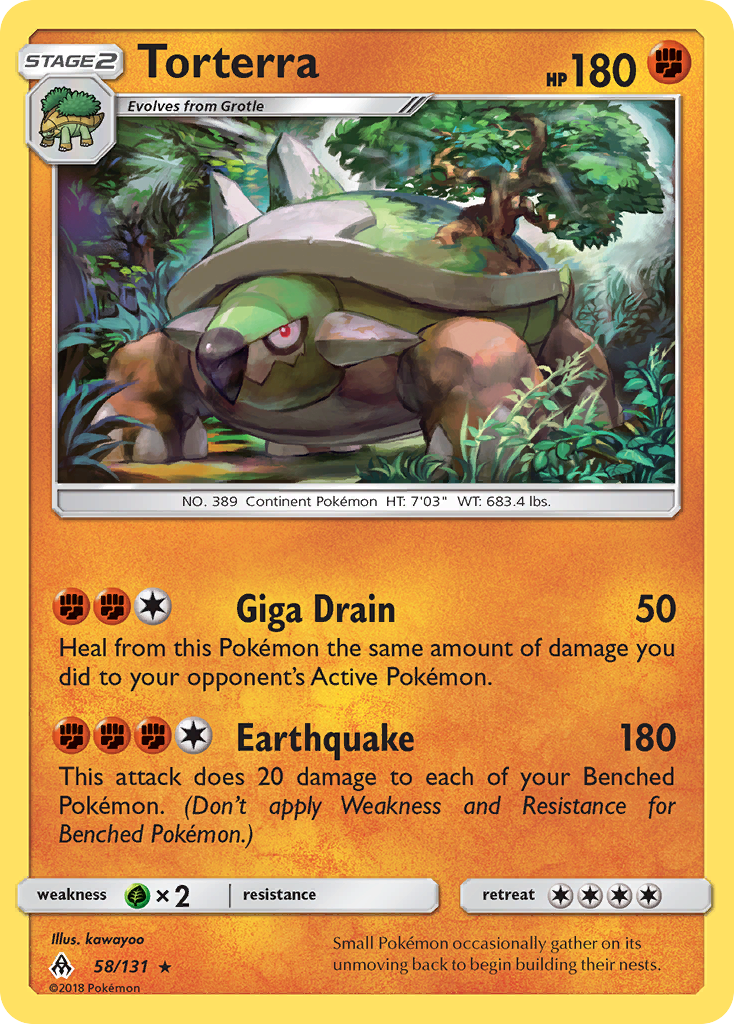 STAGE2
Torterra
HP 180
Evolves from Grotle
NO. 389 Continent Pokémon HT: 7'03" WT: 683.4 lbs.
Giga Drain 50
Heal from this Pokémon the same amount of damage you
did to your opponent's Active Pokémon.
Earthquake 180
This attack does 20 damage to each of your Benched
Pokémon. (Don't apply Weakness and Resistance for
Benched Pokémon.)
weakness ×2 resistance retreat
Illus. kawayoo
58/131 ★
©2018 Pokémon
Small Pokémon occasionally gather on its
unmoving back to begin building their nests.